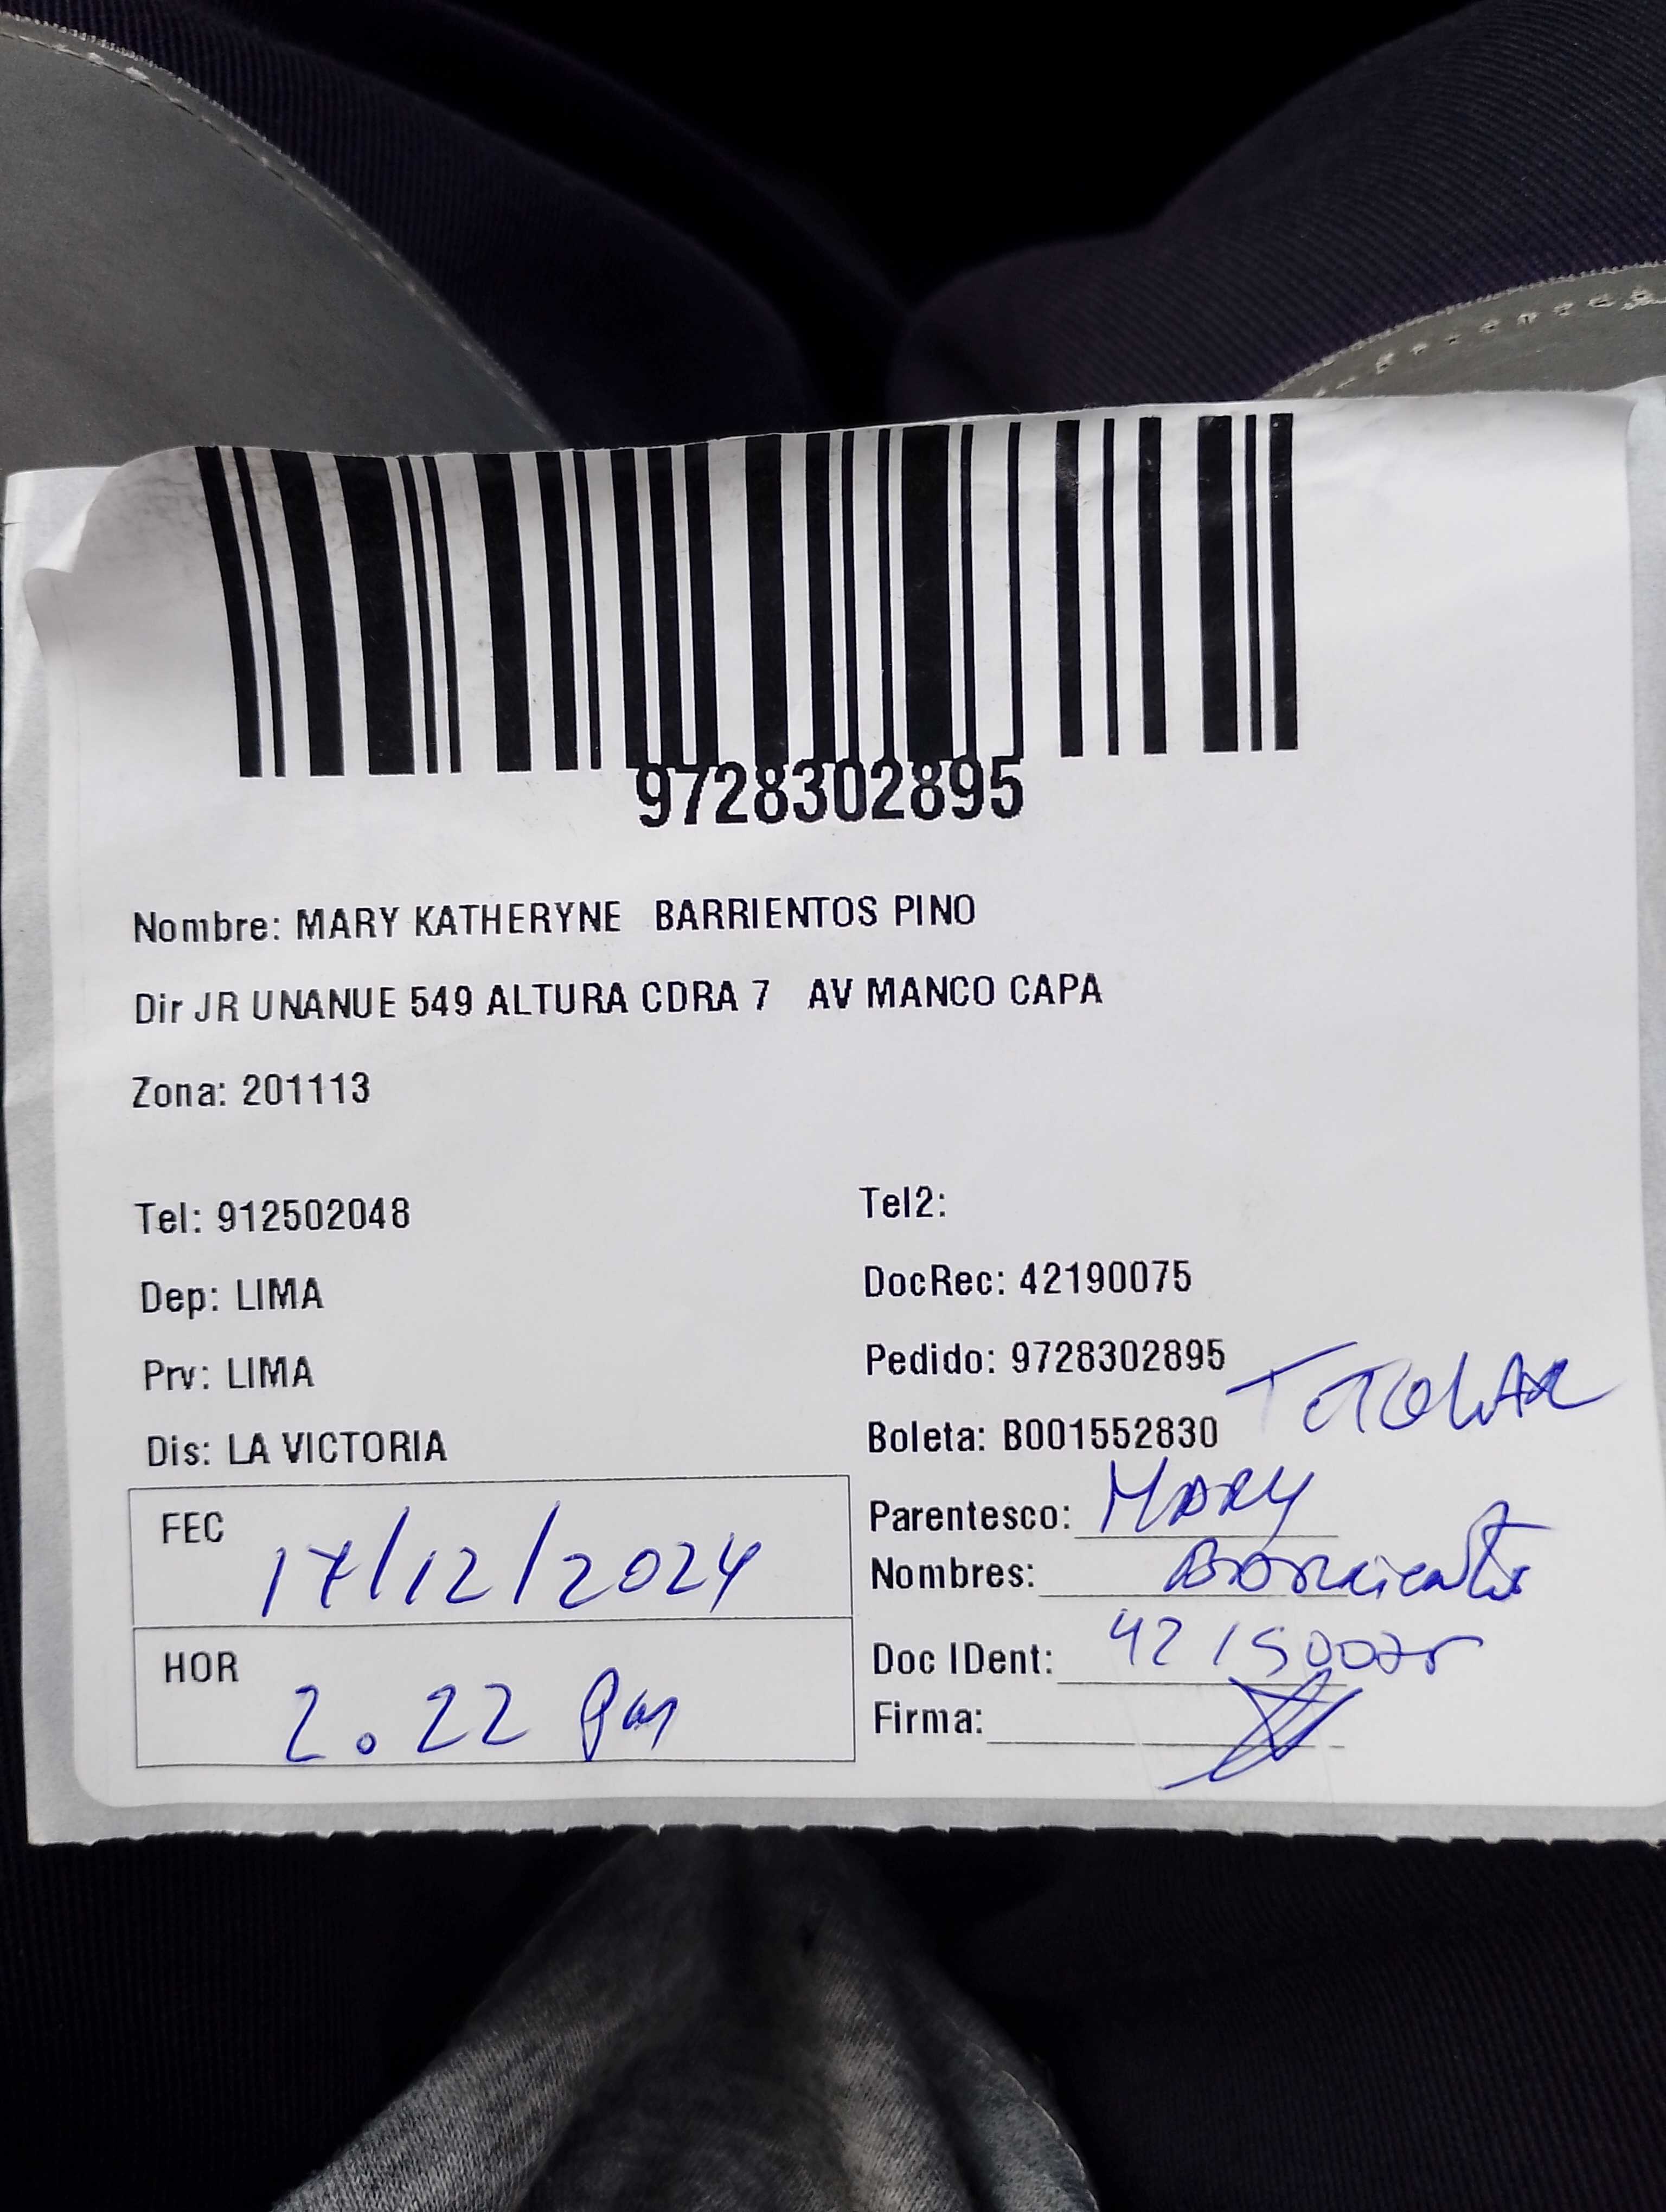 9728302895
Nombre: MARY KATHERYNE BARRIENTOS PINO
Dir JR UNANUE 549 ALTURA CDRA 7 AV MANCO CAPA
Zona: 201113
Tel: 912502048
Tel2:
Dep: LIMA
DocRec: 42190075
Prv: LIMA
Pedido: 9728302895
TiTULAR
Dis: LA VICTORIA
Boleta: B001552830
FEC 17/12/2024
Parentesco: MARY
Nombres: Barrientos
HOR 2.22 Pm
Doc IDent: 42190075
Firma: